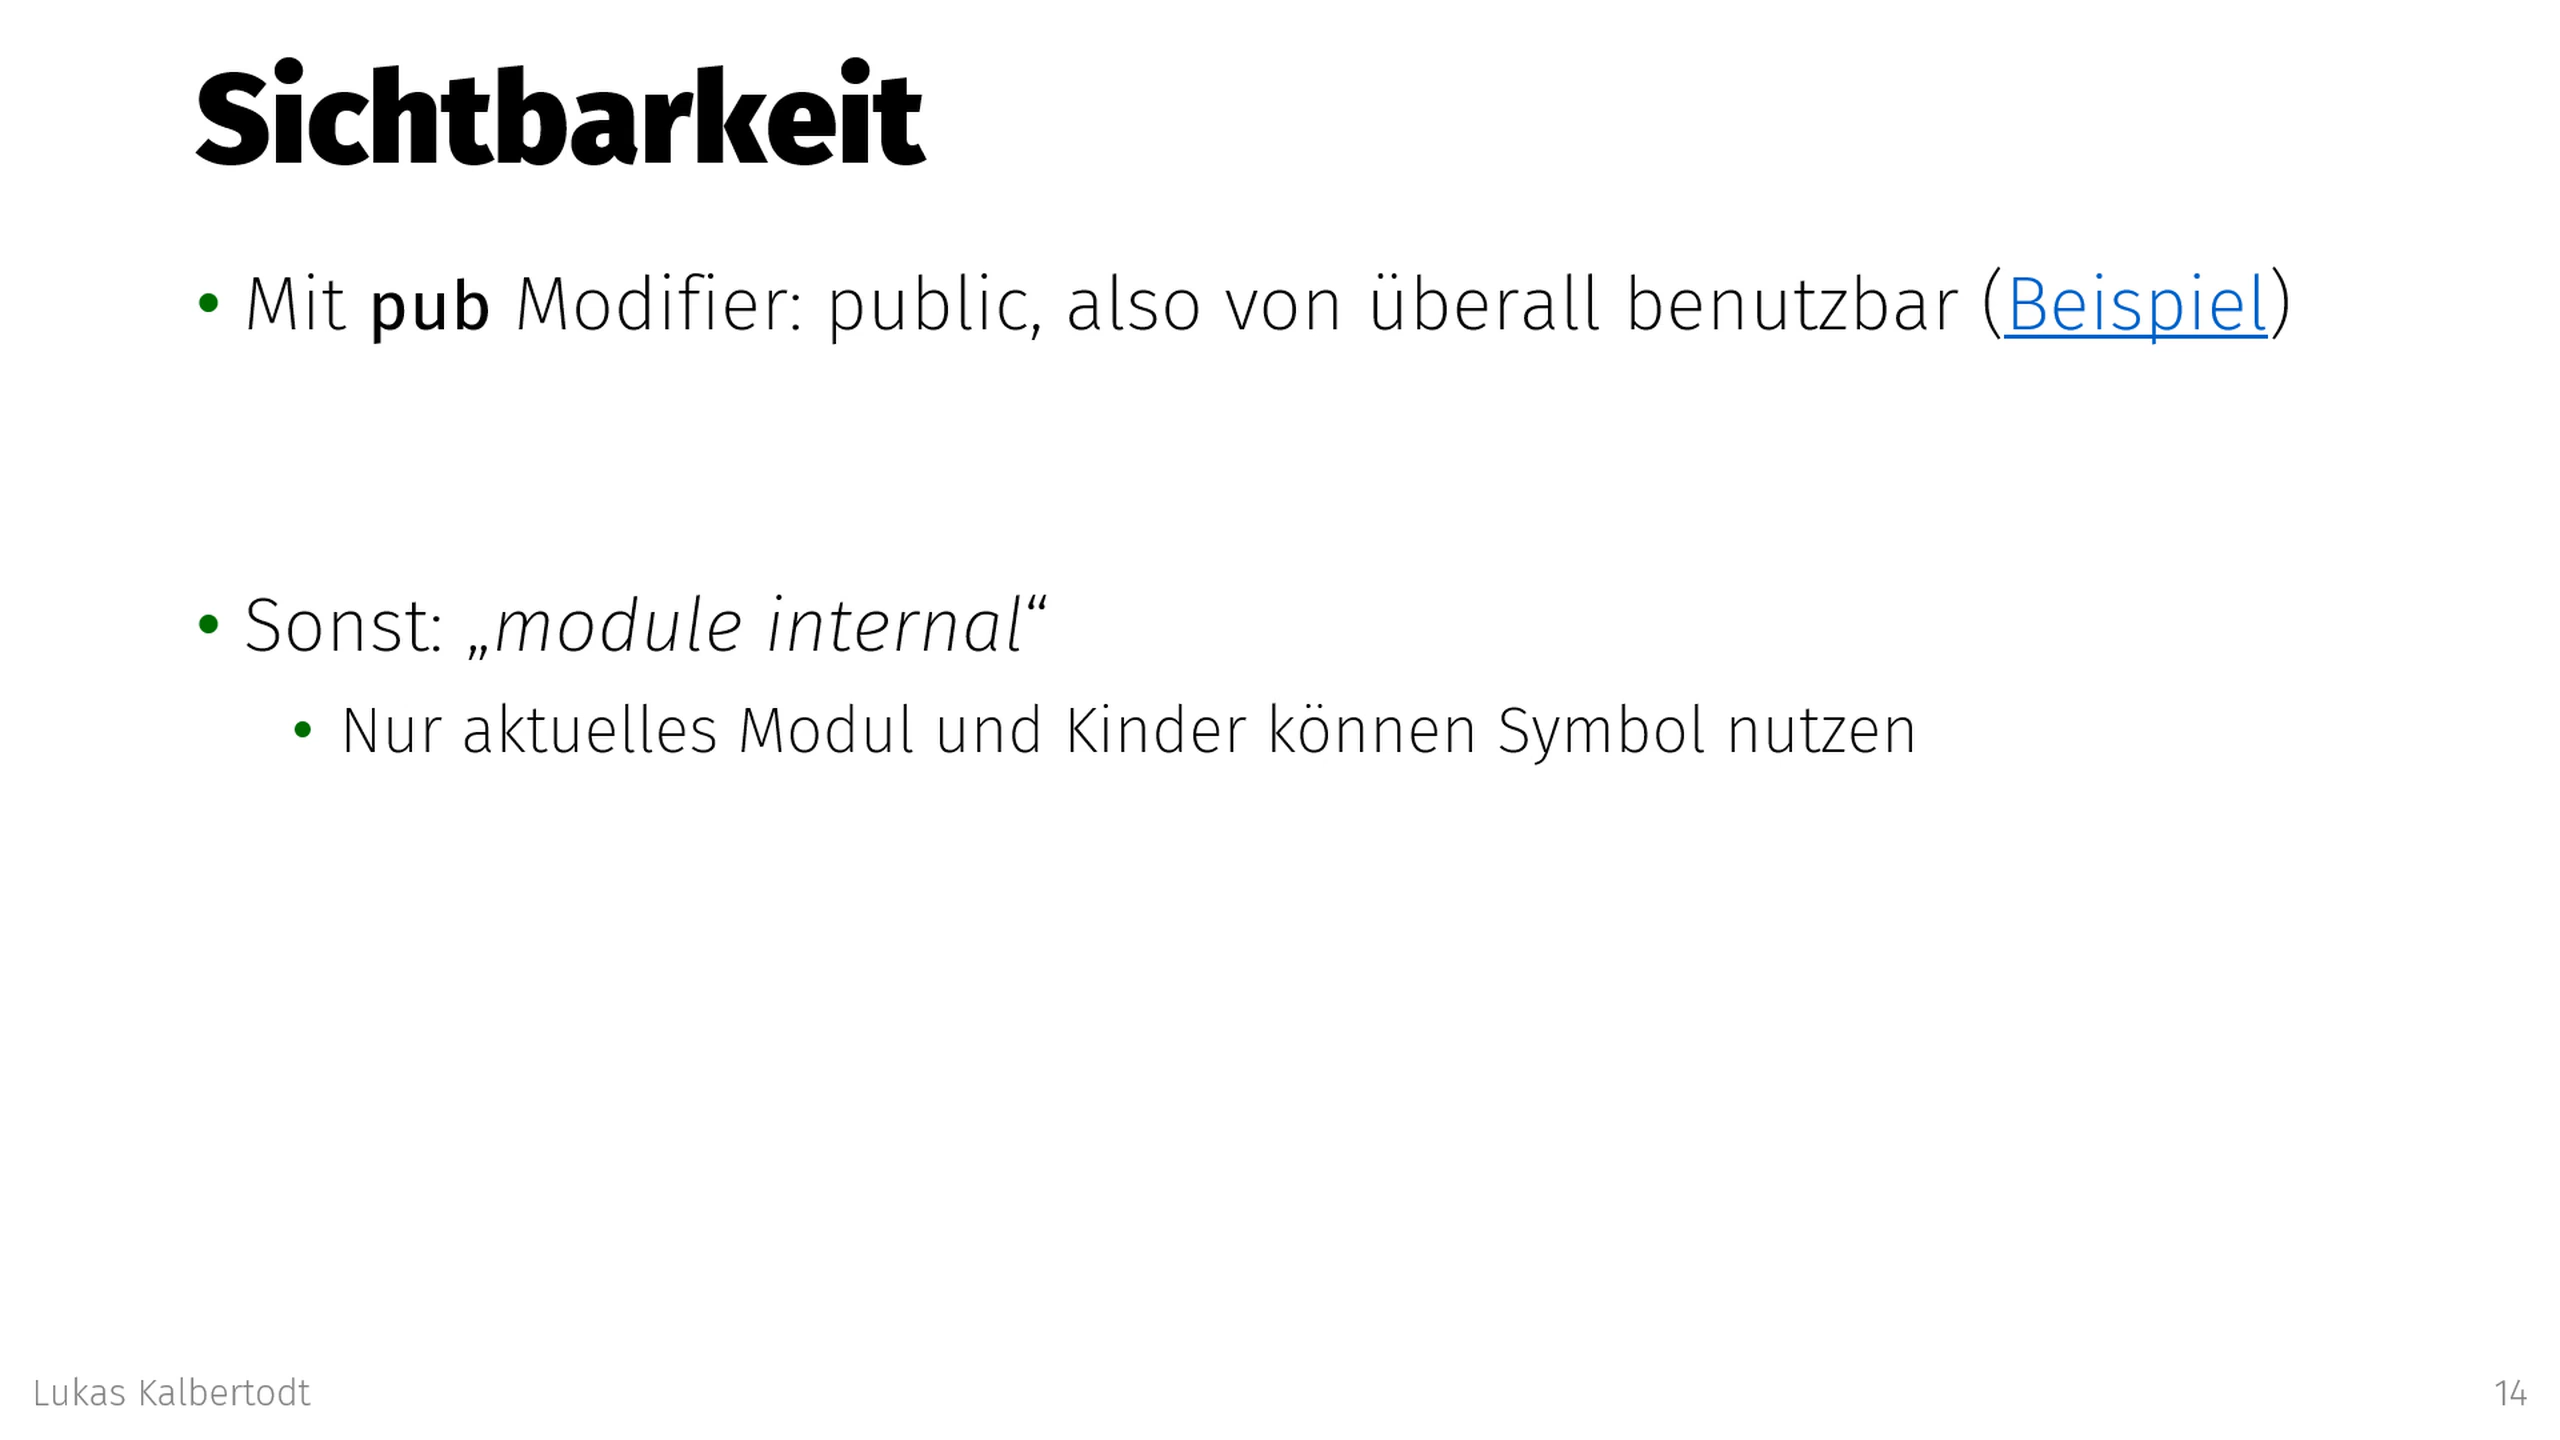 Sichtbarkeit
• Mit pub Modifier: public, also von überall benutzbar (Beispiel)
• Sonst: „module internal“
• Nur aktuelles Modul und Kinder können Symbol nutzen
Lukas Kalbertodt
14